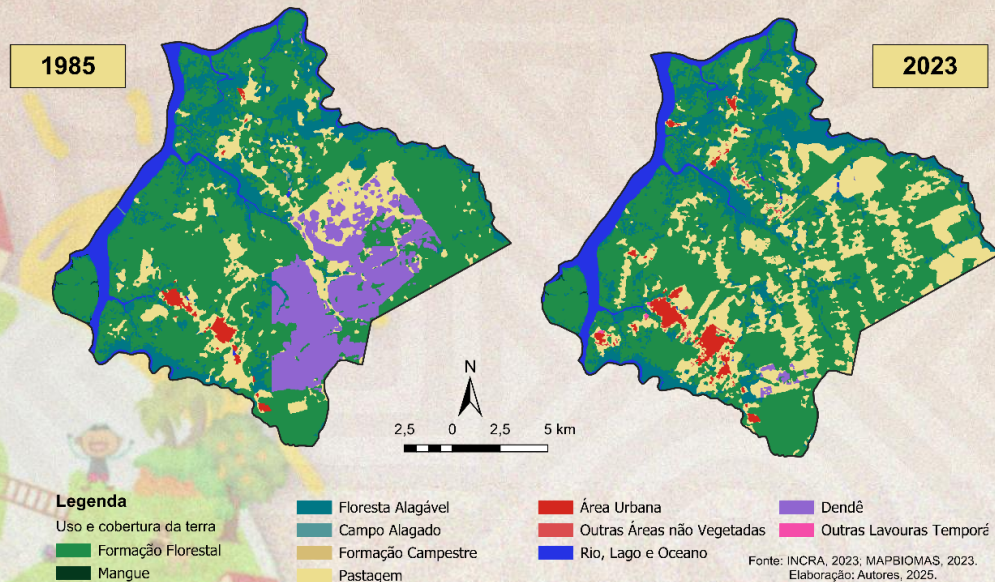 1985
2023
N
2,5 0 2,5 5 km
Legenda
Uso e cobertura da terra
Formação Florestal
Mangue
Floresta Alagável
Campo Alagado
Formação Campestre
Pastagem
Área Urbana
Outras Áreas não Vegetadas
Rio, Lago e Oceano
Dendê
Outras Lavouras Temporá
Fonte: INCRA, 2023; MAPBIOMAS, 2023.
Elaboração: Autores, 2025.